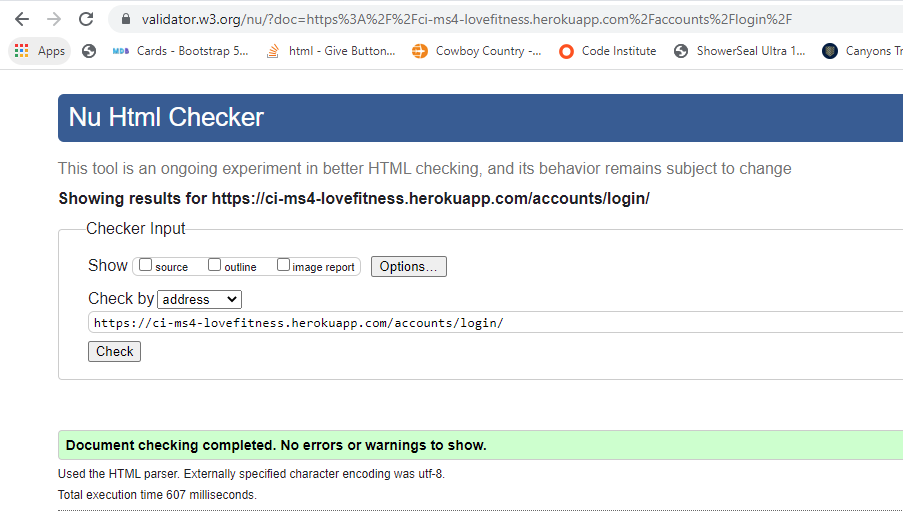 validator.w3.org/nu/?doc=https%3A%2F%2Fci-ms4-lovefitness.herokuapp.com%2Faccounts%2Flogin%2F
Apps MDB Cards - Bootstrap 5... html - Give Button... Cowboy Country -... Code Institute ShowerSeal Ultra 1... Canyons Tr
Nu Html Checker
This tool is an ongoing experiment in better HTML checking, and its behavior remains subject to change
Showing results for https://ci-ms4-lovefitness.herokuapp.com/accounts/login/
Checker Input
Show source outline image report Options...
Check by address
https://ci-ms4-lovefitness.herokuapp.com/accounts/login/
Check
Document checking completed. No errors or warnings to show.
Used the HTML parser. Externally specified character encoding was utf-8.
Total execution time 607 milliseconds.